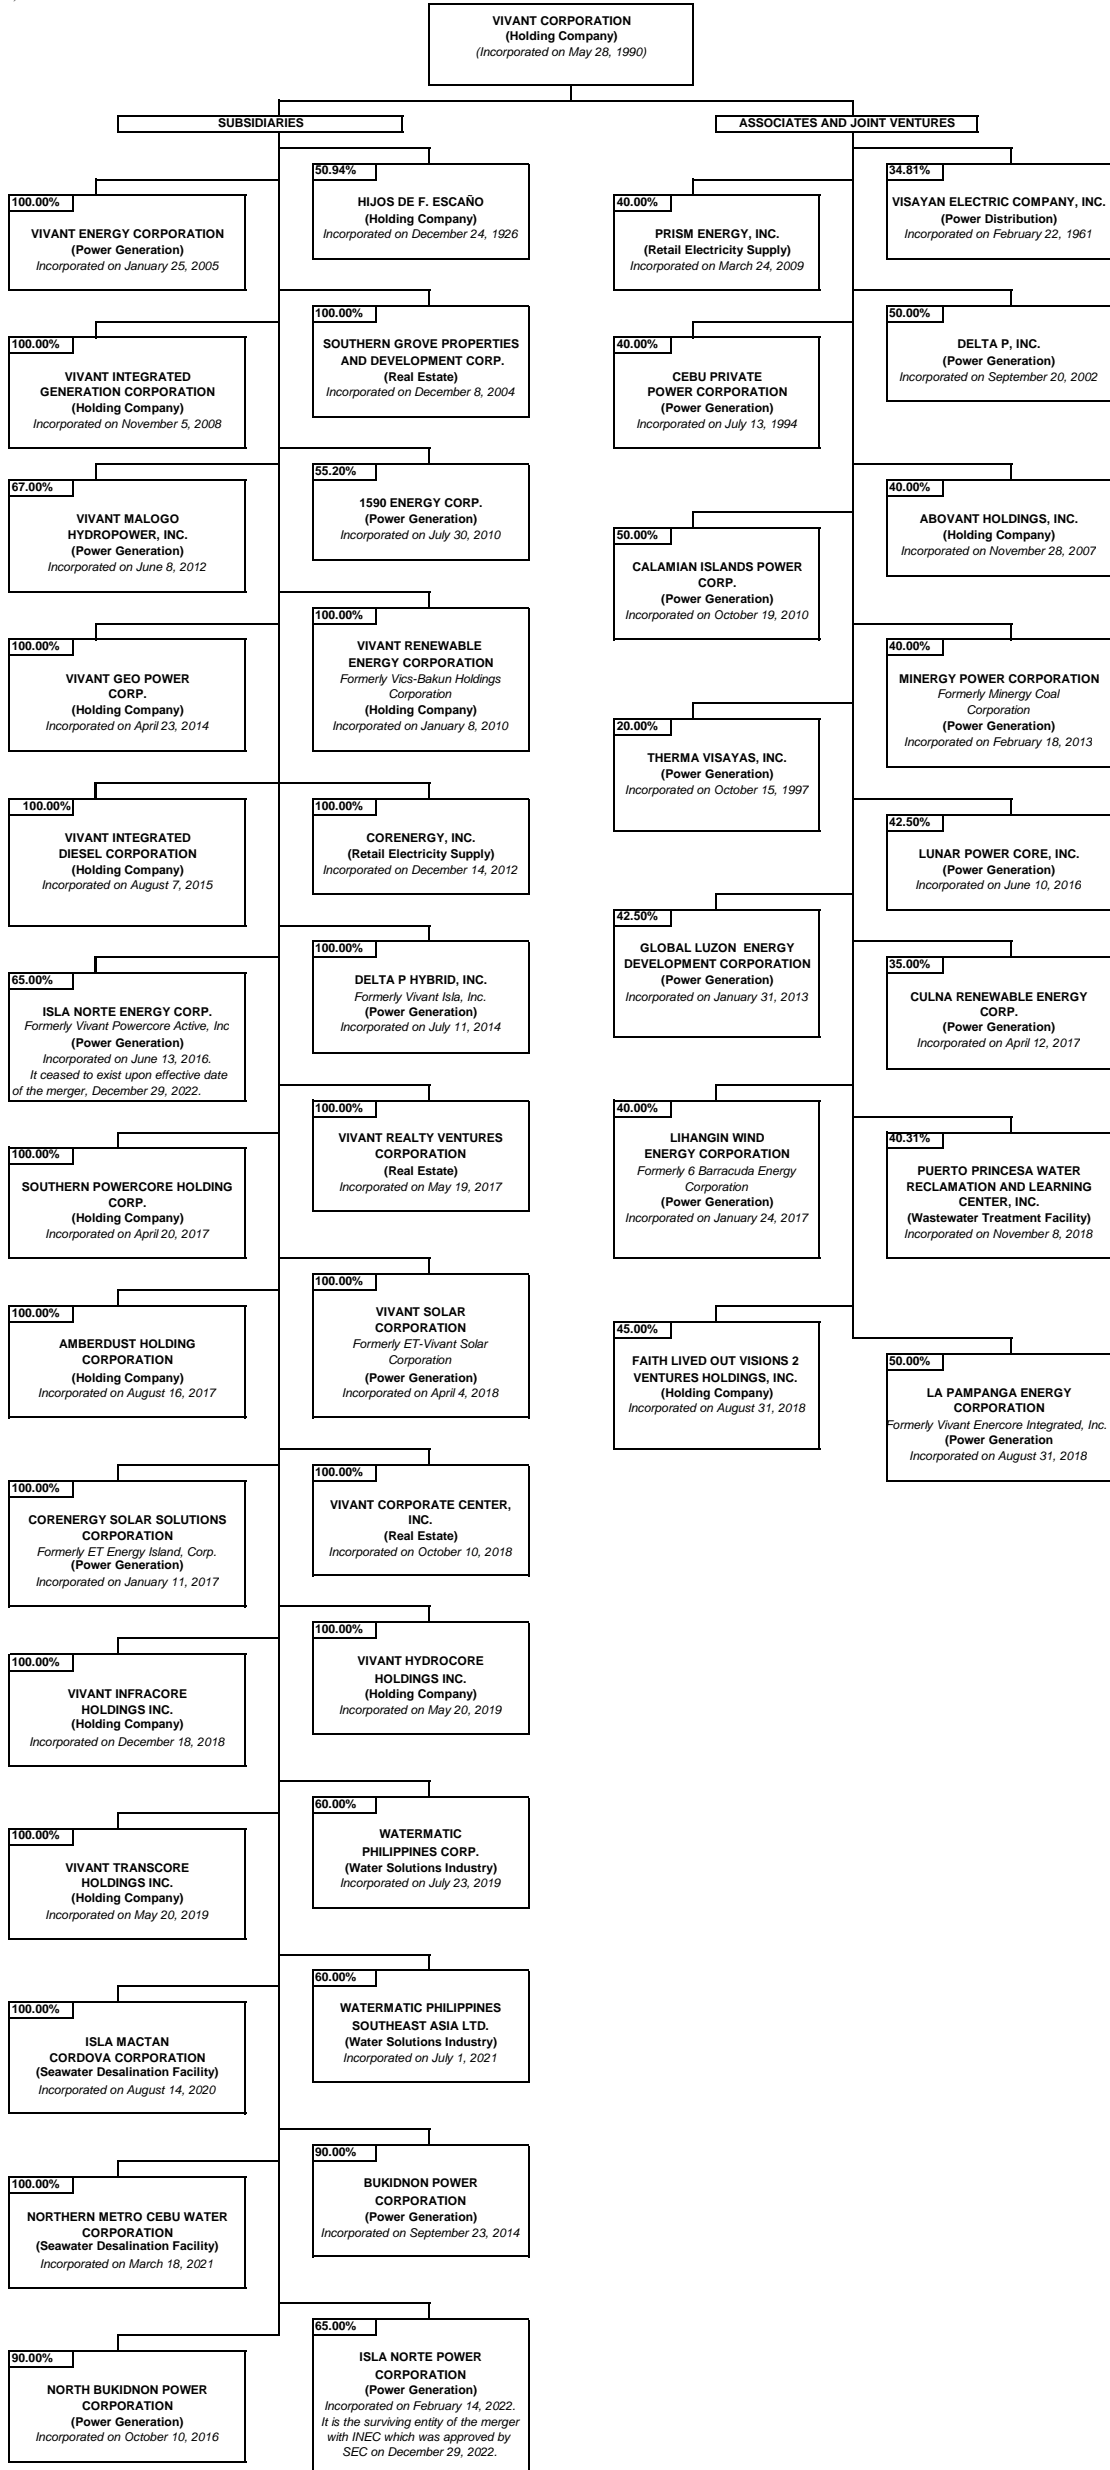 VIVANT CORPORATION
(Holding Company)
(Incorporated on May 28, 1990)
SUBSIDIARIES
100.00%
VIVANT ENERGY CORPORATION
(Power Generation)
Incorporated on January 25, 2005
50.94%
HIJOS DE F. ESCAÑO
(Holding Company)
Incorporated on December 24, 1926
100.00%
VIVANT INTEGRATED
GENERATION CORPORATION
(Holding Company)
Incorporated on November 5, 2008
100.00%
SOUTHERN GROVE PROPERTIES
AND DEVELOPMENT CORP.
(Real Estate)
Incorporated on December 8, 2004
67.00%
VIVANT MALOGO
HYDROPOWER, INC.
(Power Generation)
Incorporated on June 8, 2012
55.20%
1590 ENERGY CORP.
(Power Generation)
Incorporated on July 30, 2010
100.00%
VIVANT GEO POWER
CORP.
(Holding Company)
Incorporated on April 23, 2014
100.00%
VIVANT RENEWABLE
ENERGY CORPORATION
Formerly Vics-Bakun Holdings
Corporation
(Holding Company)
Incorporated on January 8, 2010
100.00%
VIVANT INTEGRATED
DIESEL CORPORATION
(Holding Company)
Incorporated on August 7, 2015
100.00%
CORENERGY, INC.
(Retail Electricity Supply)
Incorporated on December 14, 2012
65.00%
ISLA NORTE ENERGY CORP.
Formerly Vivant Powercore Active, Inc
(Power Generation)
Incorporated on June 13, 2016.
It ceased to exist upon effective date
of the merger, December 29, 2022.
100.00%
DELTA P HYBRID, INC.
Formerly Vivant Isla, Inc.
(Power Generation)
Incorporated on July 11, 2014
100.00%
SOUTHERN POWERCORE HOLDING
CORP.
(Holding Company)
Incorporated on April 20, 2017
100.00%
VIVANT REALTY VENTURES
CORPORATION
(Real Estate)
Incorporated on May 19, 2017
100.00%
AMBERDUST HOLDING
CORPORATION
(Holding Company)
Incorporated on August 16, 2017
100.00%
VIVANT SOLAR
CORPORATION
Formerly ET-Vivant Solar
Corporation
(Power Generation)
Incorporated on April 4, 2018
100.00%
CORENERGY SOLAR SOLUTIONS
CORPORATION
Formerly ET Energy Island, Corp.
(Power Generation)
Incorporated on January 11, 2017
100.00%
VIVANT CORPORATE CENTER,
INC.
(Real Estate)
Incorporated on October 10, 2018
100.00%
VIVANT INFRACORE
HOLDINGS INC.
(Holding Company)
Incorporated on December 18, 2018
100.00%
VIVANT HYDROCORE
HOLDINGS INC.
(Holding Company)
Incorporated on May 20, 2019
100.00%
VIVANT TRANSCORE
HOLDINGS INC.
(Holding Company)
Incorporated on May 20, 2019
60.00%
WATERMATIC
PHILIPPINES CORP.
(Water Solutions Industry)
Incorporated on July 23, 2019
100.00%
ISLA MACTAN
CORDOVA CORPORATION
(Seawater Desalination Facility)
Incorporated on August 14, 2020
60.00%
WATERMATIC PHILIPPINES
SOUTHEAST ASIA LTD.
(Water Solutions Industry)
Incorporated on July 1, 2021
100.00%
NORTHERN METRO CEBU WATER
CORPORATION
(Seawater Desalination Facility)
Incorporated on March 18, 2021
90.00%
BUKIDNON POWER
CORPORATION
(Power Generation)
Incorporated on September 23, 2014
90.00%
NORTH BUKIDNON POWER
CORPORATION
(Power Generation)
Incorporated on October 10, 2016
65.00%
ISLA NORTE POWER
CORPORATION
(Power Generation)
Incorporated on February 14, 2022.
It is the surviving entity of the merger
with INEC which was approved by
SEC on December 29, 2022.
ASSOCIATES AND JOINT VENTURES
40.00%
PRISM ENERGY, INC.
(Retail Electricity Supply)
Incorporated on March 24, 2009
34.81%
VISAYAN ELECTRIC COMPANY, INC.
(Power Distribution)
Incorporated on February 22, 1961
40.00%
CEBU PRIVATE
POWER CORPORATION
(Power Generation)
Incorporated on July 13, 1994
50.00%
DELTA P, INC.
(Power Generation)
Incorporated on September 20, 2002
50.00%
CALAMIAN ISLANDS POWER
CORP.
(Power Generation)
Incorporated on October 19, 2010
40.00%
ABOVANT HOLDINGS, INC.
(Holding Company)
Incorporated on November 28, 2007
20.00%
THERMA VISAYAS, INC.
(Power Generation)
Incorporated on October 15, 1997
40.00%
MINERGY POWER CORPORATION
Formerly Minergy Coal
Corporation
(Power Generation)
Incorporated on February 18, 2013
42.50%
GLOBAL LUZON ENERGY
DEVELOPMENT CORPORATION
(Power Generation)
Incorporated on January 31, 2013
42.50%
LUNAR POWER CORE, INC.
(Power Generation)
Incorporated on June 10, 2016
35.00%
CULNA RENEWABLE ENERGY
CORP.
(Power Generation)
Incorporated on April 12, 2017
40.00%
LIHANGIN WIND
ENERGY CORPORATION
Formerly 6 Barracuda Energy
Corporation
(Power Generation)
Incorporated on January 24, 2017
40.31%
PUERTO PRINCESA WATER
RECLAMATION AND LEARNING
CENTER, INC.
(Wastewater Treatment Facility)
Incorporated on November 8, 2018
45.00%
FAITH LIVED OUT VISIONS 2
VENTURES HOLDINGS, INC.
(Holding Company)
Incorporated on August 31, 2018
50.00%
LA PAMPANGA ENERGY
CORPORATION
Formerly Vivant Enercore Integrated, Inc.
(Power Generation
Incorporated on August 31, 2018